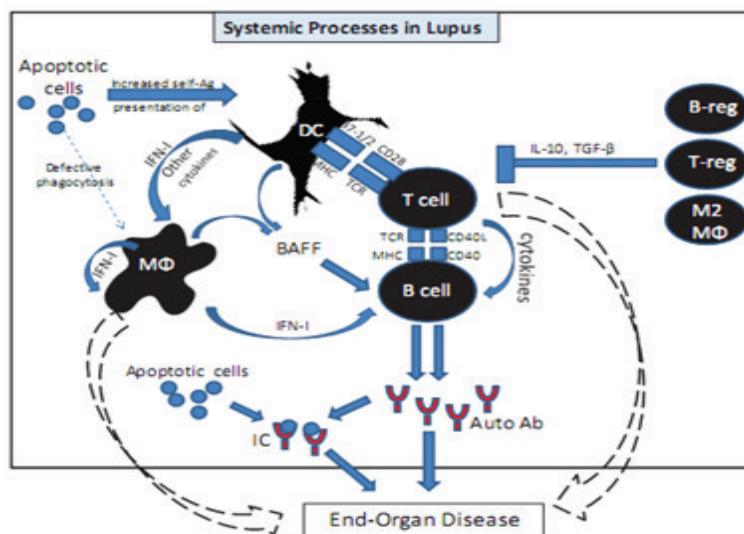 Systemic Processes in Lupus
Apoptotic
cells
Increased self-Ag
presentation of
DC
B7-1/2
CD28
MHC
TCR
IFN-I
Other
cytokines
Defective
phagocytosis
B-reg
IL-10, TGF-β
T-reg
T cell
M2
MΦ
TCR
CD40L
MHC
CD40
cytokines
BAFF
MΦ
IFN-I
B cell
IFN-I
Apoptotic cells
IC
Auto Ab
End-Organ Disease